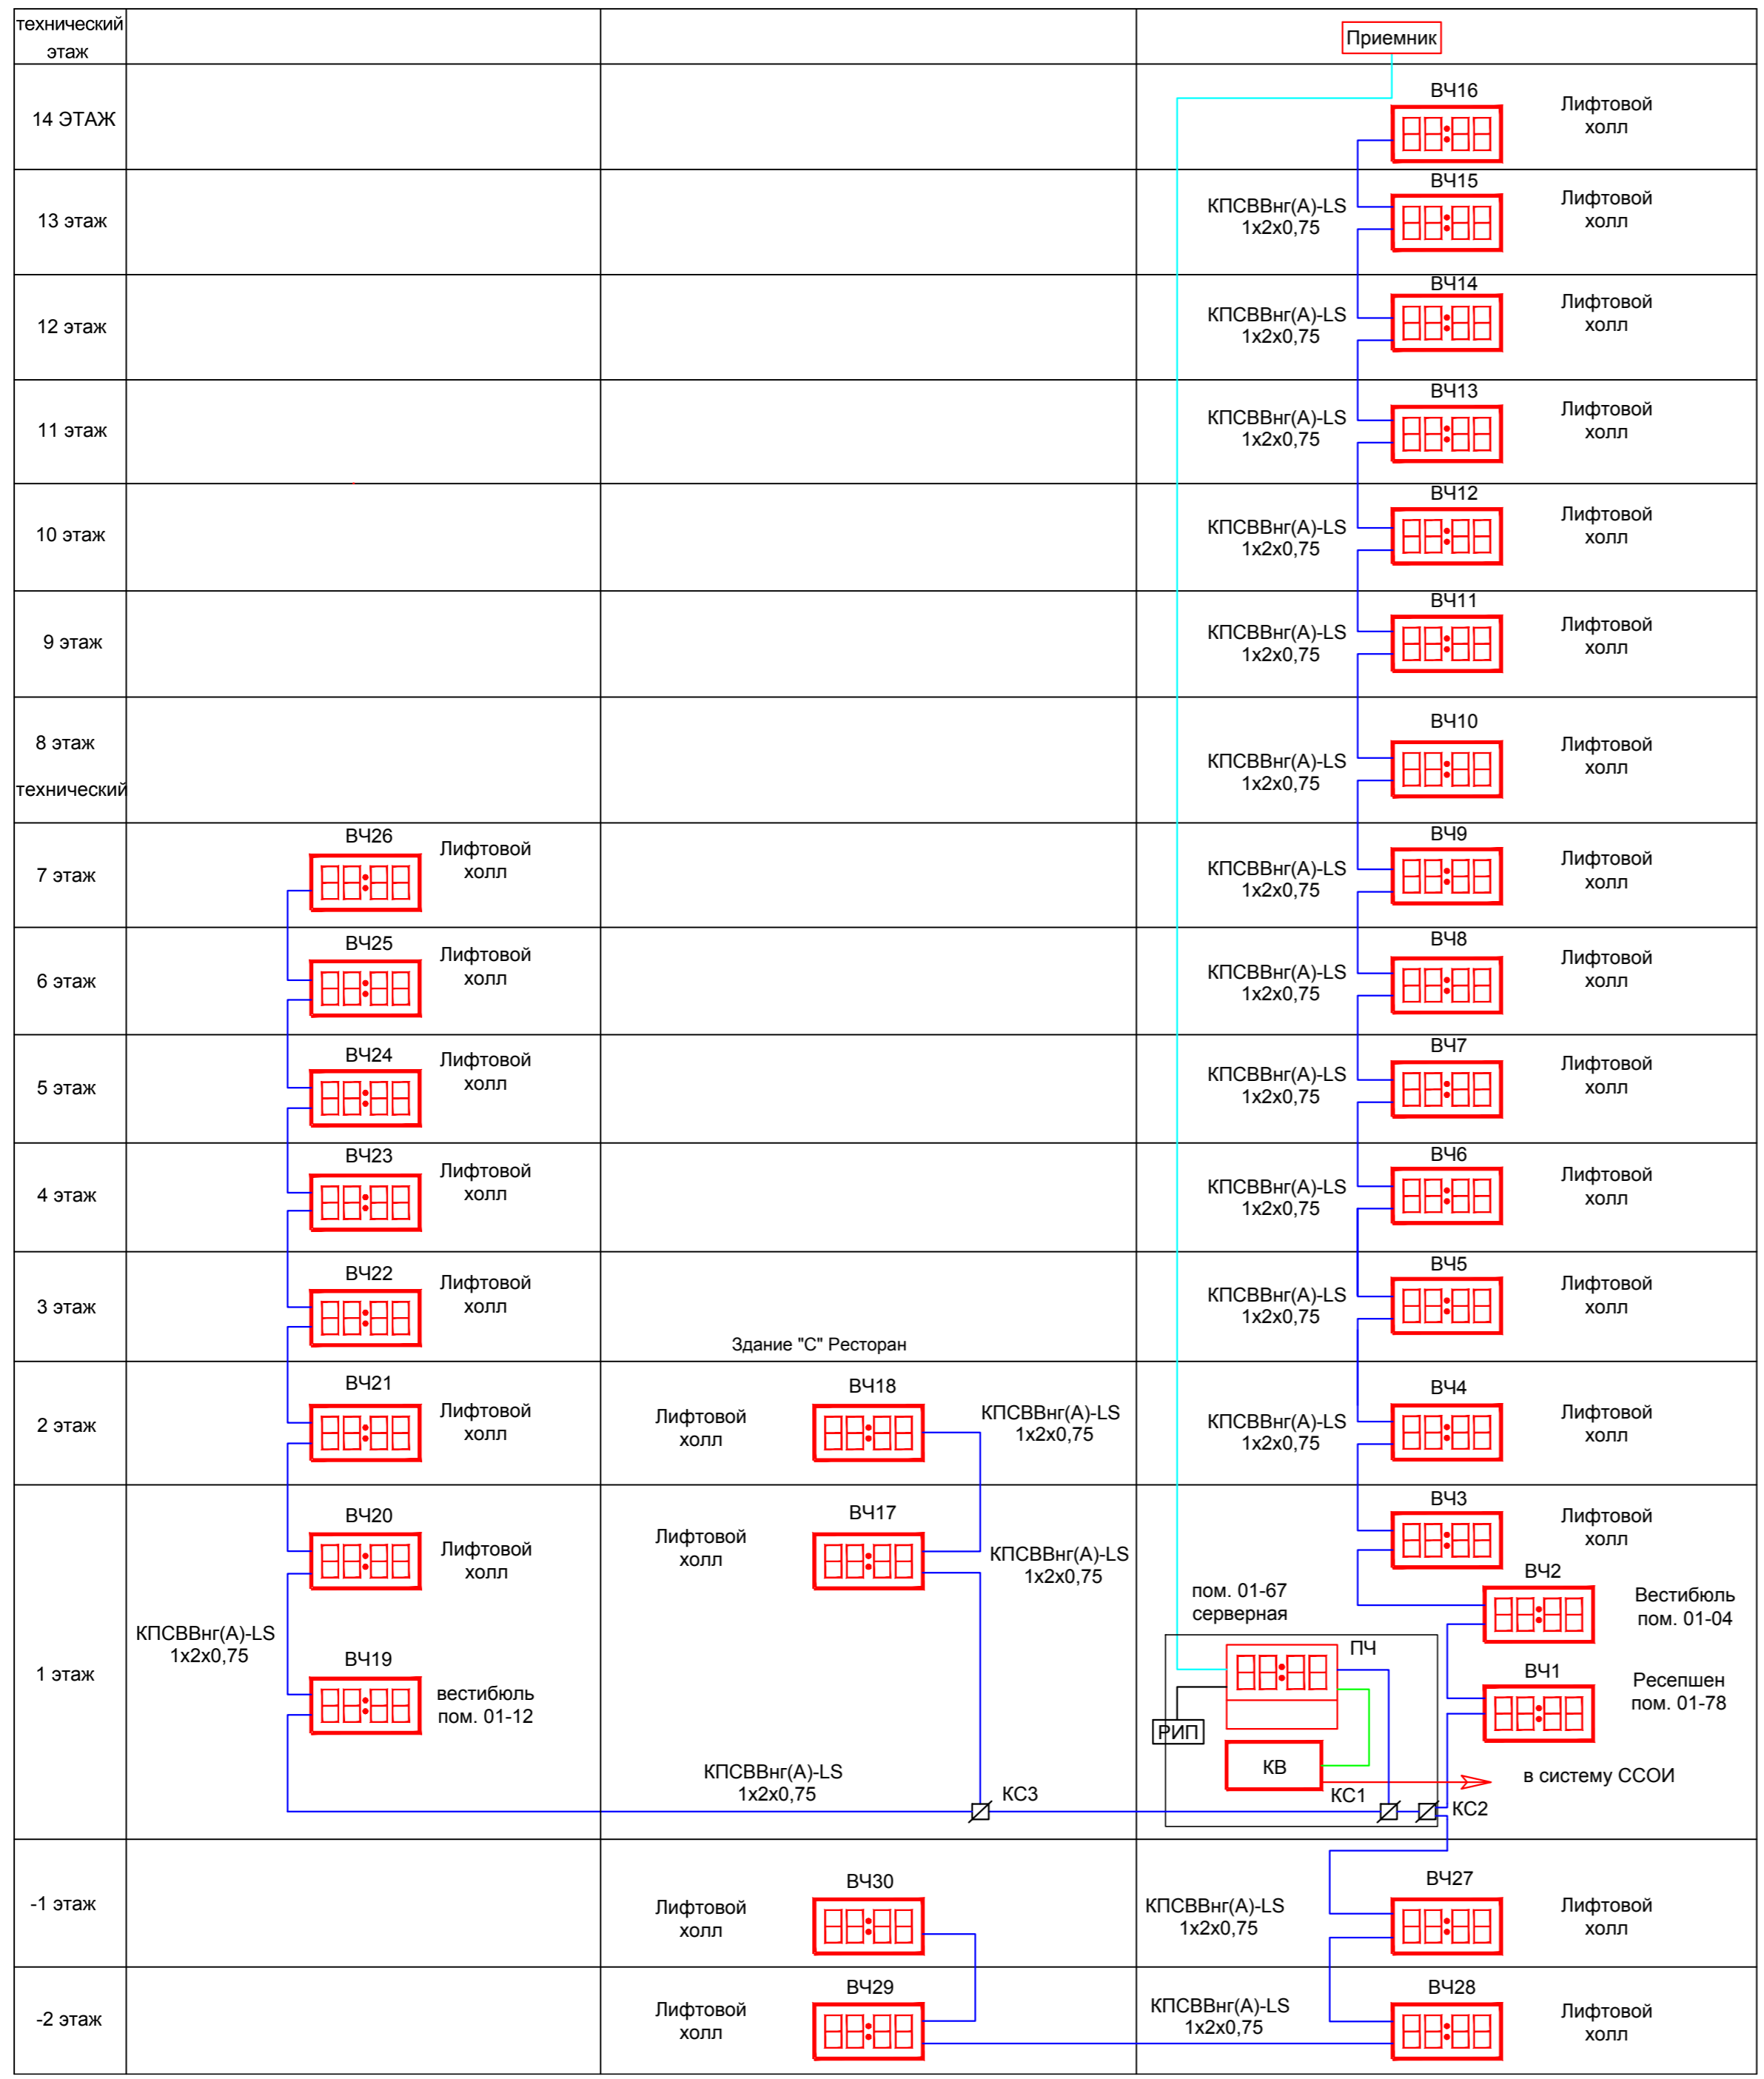 технический
этаж
Приемник
14 ЭТАЖ
ВЧ16
Лифтовой
холл
13 этаж
КПСВВнг(А)-LS
1х2х0,75
ВЧ15
Лифтовой
холл
12 этаж
КПСВВнг(А)-LS
1х2х0,75
ВЧ14
Лифтовой
холл
11 этаж
КПСВВнг(А)-LS
1х2х0,75
ВЧ13
Лифтовой
холл
10 этаж
КПСВВнг(А)-LS
1х2х0,75
ВЧ12
Лифтовой
холл
9 этаж
КПСВВнг(А)-LS
1х2х0,75
ВЧ11
Лифтовой
холл
8 этаж
технический
КПСВВнг(А)-LS
1х2х0,75
ВЧ10
Лифтовой
холл
7 этаж
ВЧ26
Лифтовой
холл
КПСВВнг(А)-LS
1х2х0,75
ВЧ9
Лифтовой
холл
6 этаж
ВЧ25
Лифтовой
холл
КПСВВнг(А)-LS
1х2х0,75
ВЧ8
Лифтовой
холл
5 этаж
ВЧ24
Лифтовой
холл
КПСВВнг(А)-LS
1х2х0,75
ВЧ7
Лифтовой
холл
4 этаж
ВЧ23
Лифтовой
холл
КПСВВнг(А)-LS
1х2х0,75
ВЧ6
Лифтовой
холл
3 этаж
ВЧ22
Лифтовой
холл
Здание "С" Ресторан
КПСВВнг(А)-LS
1х2х0,75
ВЧ5
Лифтовой
холл
2 этаж
ВЧ21
Лифтовой
холл
Лифтовой
холл
ВЧ18
КПСВВнг(А)-LS
1х2х0,75
КПСВВнг(А)-LS
1х2х0,75
ВЧ4
Лифтовой
холл
1 этаж
КПСВВнг(А)-LS
1х2х0,75
ВЧ20
Лифтовой
холл
ВЧ19
вестибюль
пом. 01-12
Лифтовой
холл
ВЧ17
КПСВВнг(А)-LS
1х2х0,75
КПСВВнг(А)-LS
1х2х0,75
КС3
ВЧ3
Лифтовой
холл
ВЧ2
Вестибюль
пом. 01-04
пом. 01-67
серверная
ПЧ
ВЧ1
Ресепшен
пом. 01-78
РИП
КВ
в систему ССОИ
КС1
КС2
-1 этаж
Лифтовой
холл
ВЧ30
КПСВВнг(А)-LS
1х2х0,75
ВЧ27
Лифтовой
холл
-2 этаж
Лифтовой
холл
ВЧ29
КПСВВнг(А)-LS
1х2х0,75
ВЧ28
Лифтовой
холл